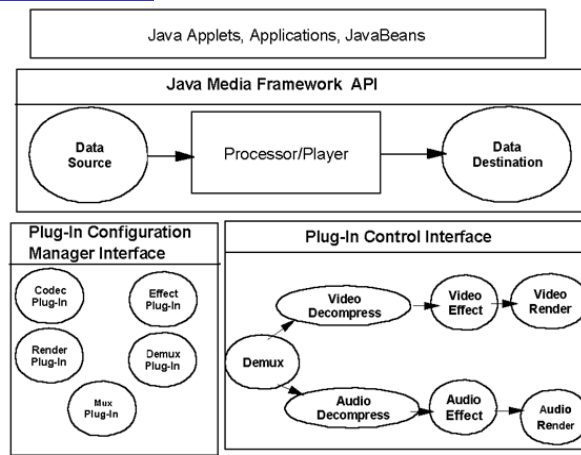 Java Applets, Applications, JavaBeans
Java Media Framework API
Data
Source
Processor/Player
Data
Destination
Plug-In Configuration
Manager Interface
Codec
Plug-In
Effect
Plug-In
Render
Plug-In
Demux
Plug-In
Mux
Plug-In
Plug-In Control Interface
Demux
Video
Decompress
Video
Effect
Video
Render
Audio
Decompress
Audio
Effect
Audio
Render